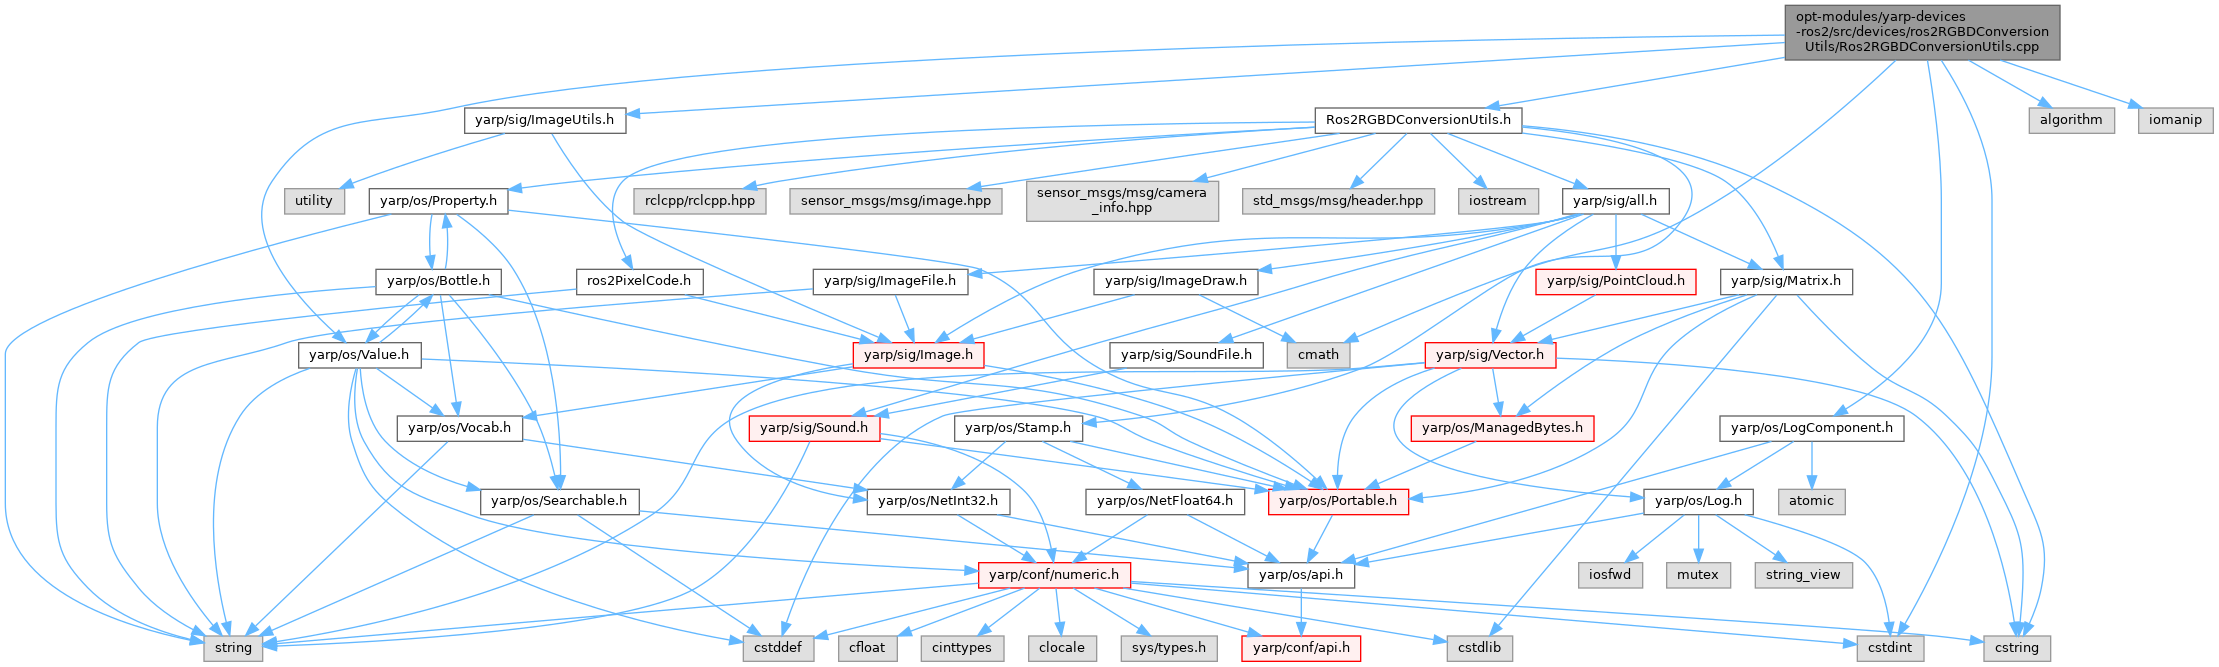 opt-modules/yarp-devices
-ros2/src/devices/ros2RGBDConversion
Utils/Ros2RGBDConversionUtils.cpp
yarp/sig/ImageUtils.h
Ros2RGBDConversionUtils.h
algorithm
iomanip
utility
yarp/os/Property.h
rclcpp/rclcpp.hpp
sensor_msgs/msg/image.hpp
sensor_msgs/msg/camera
_info.hpp
std_msgs/msg/header.hpp
iostream
yarp/sig/all.h
yarp/os/Bottle.h
ros2PixelCode.h
yarp/sig/ImageFile.h
yarp/sig/ImageDraw.h
yarp/sig/PointCloud.h
yarp/sig/Matrix.h
yarp/os/Value.h
yarp/sig/Image.h
yarp/sig/SoundFile.h
cmath
yarp/sig/Vector.h
yarp/os/Vocab.h
yarp/sig/Sound.h
yarp/os/Stamp.h
yarp/os/ManagedBytes.h
yarp/os/LogComponent.h
yarp/os/Searchable.h
yarp/os/NetInt32.h
yarp/os/NetFloat64.h
yarp/os/Portable.h
yarp/os/Log.h
atomic
yarp/conf/numeric.h
yarp/os/api.h
iosfwd
mutex
string_view
string
cstddef
cfloat
cinttypes
clocale
sys/types.h
yarp/conf/api.h
cstdlib
cstdint
cstring